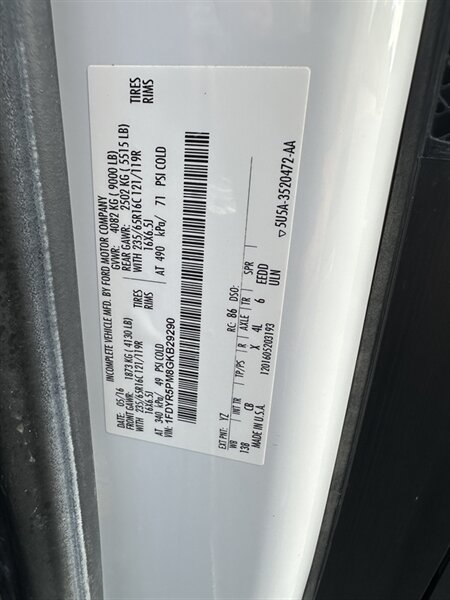 INCOMPLETE VEHICLE MFD. BY FORD MOTOR COMPANY
05/16 GVWR: 4082 KG ( 9000 LB)
FRONT GAWR: 1873 KG ( 4130 LB) REAR GAWR: 2502 KG ( 5515 LB)
WITH 235/65R16C 121/119R TIRES WITH 235/65R16C 121/119R TIRES
16X6.5J RIMS 16X6.5J RIMS
AT 340 kPa/ 49 PSI COLD AT 490 kPa/ 71 PSI COLD
VIN: 1FDYR5PM8GKB29290
EXT PNT: YZ RC: 86 DSO:
WB INT TR TP/PS R AXLE TR SPR
138 CB X 4L 6 EEDD
ULN
MADE IN U.S.A. 1201605203193
▽5U5A-3520472-AA